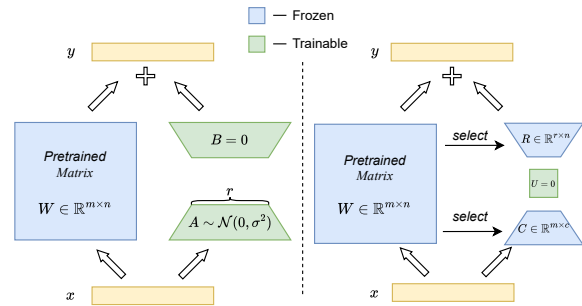 — Frozen
— Trainable
y
y
Pretrained
Matrix
W ∈ ℝ^{m×n}
B = 0
r
A ∼ 𝒩(0, σ²)
x
Pretrained
Matrix
W ∈ ℝ^{m×n}
select
R ∈ ℝ^{r×n}
U = 0
select
C ∈ ℝ^{m×c}
x